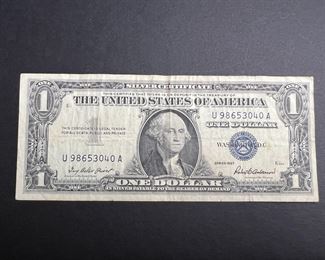 SILVER CERTIFICATE
THIS CERTIFIES THAT THERE IS ON DEPOSIT IN THE TREASURY OF
THE UNITED STATES OF AMERICA
U 98653040 A
ONE DOLLAR
THIS CERTIFICATE IS LEGAL TENDER
FOR ALL DEBTS, PUBLIC AND PRIVATE
WASHINGTON, D.C.
U 98653040 A
SERIES 1957
ONE DOLLAR
IN SILVER PAYABLE TO THE BEARER ON DEMAND
1
1
1
1